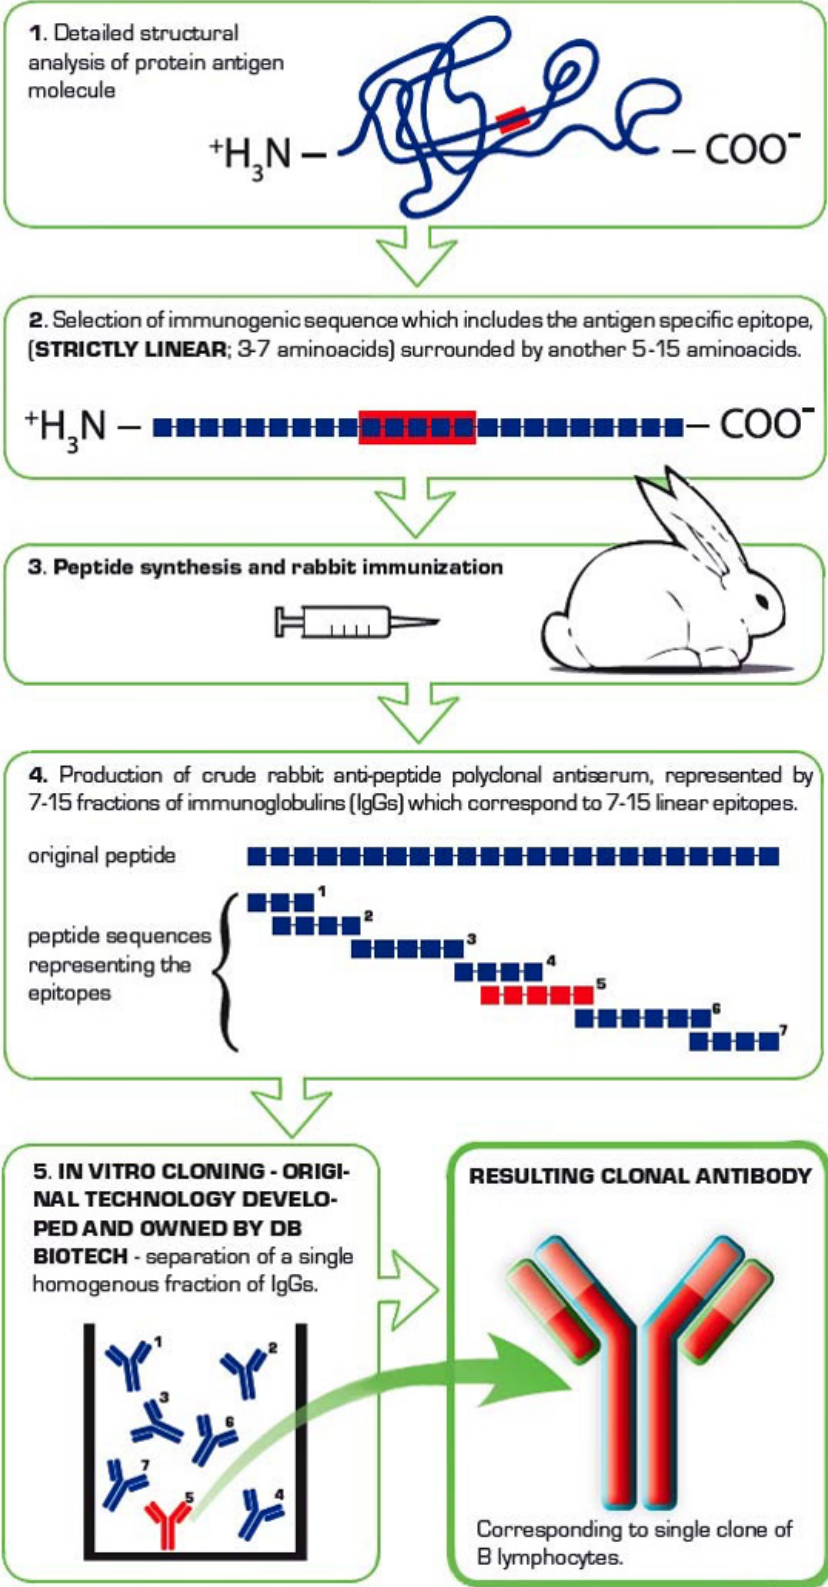 1. Detailed structural
analysis of protein antigen
molecule
⁺H₃N – – COO⁻
2. Selection of immunogenic sequence which includes the antigen specific epitope,
(STRICTLY LINEAR; 3-7 aminoacids) surrounded by another 5-15 aminoacids.
⁺H₃N – – COO⁻
3. Peptide synthesis and rabbit immunization
4. Production of crude rabbit anti-peptide polyclonal antiserum, represented by
7-15 fractions of immunoglobulins (IgGs) which correspond to 7-15 linear epitopes.
original peptide
peptide sequences
representing the
epitopes
1
2
3
4
5
6
7
5. IN VITRO CLONING - ORIGI-
NAL TECHNOLOGY DEVELO-
PED AND OWNED BY DB
BIOTECH - separation of a single
homogenous fraction of IgGs.
1
2
3
6
7
5
4
RESULTING CLONAL ANTIBODY
Corresponding to single clone of
B lymphocytes.